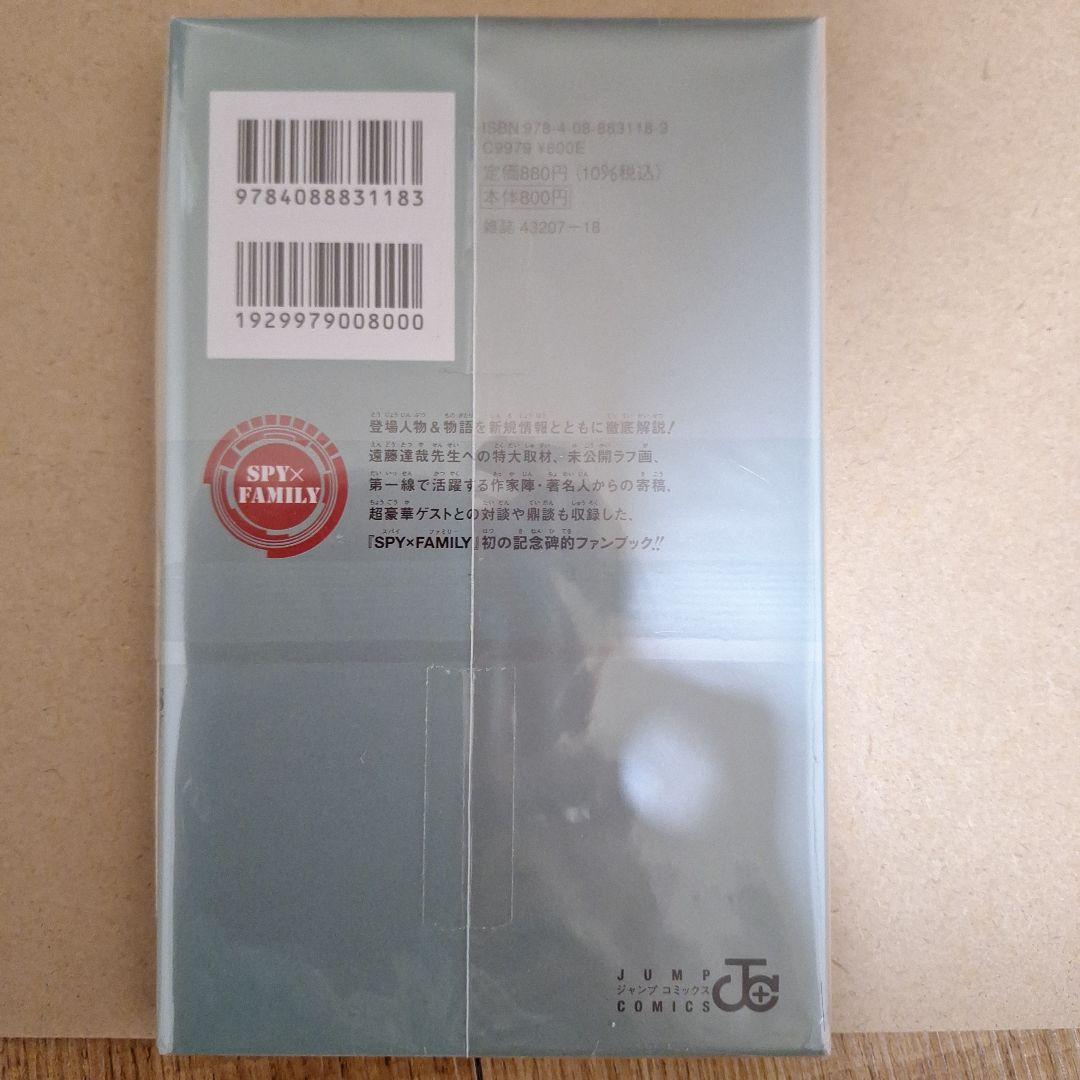 9784088831183
1929979008000
ISBN 978-4-08-883118-3
C9979 ¥800E
定価880円（10％税込）
本体800円
雑誌 43207－18
SPY×
FAMILY
登場人物＆物語を新規情報とともに徹底解説！
遠藤達哉先生への特大取材、未公開ラフ画、
第一線で活躍する作家陣・著名人からの寄稿、
超豪華ゲストとの対談や鼎談も収録した、
『SPY×FAMILY』初の記念碑的ファンブック!!
JUMP
ジャンプ コミックス
COMICS